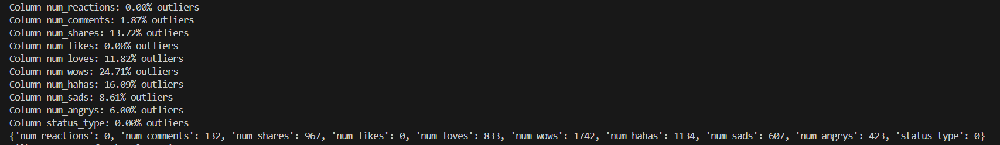 Column num_reactions: 0.00% outliers
Column num_comments: 1.87% outliers
Column num_shares: 13.72% outliers
Column num_likes: 0.00% outliers
Column num_loves: 11.82% outliers
Column num_wows: 24.71% outliers
Column num_hahas: 16.09% outliers
Column num_sads: 8.61% outliers
Column num_angrys: 6.00% outliers
Column status_type: 0.00% outliers
{'num_reactions': 0, 'num_comments': 132, 'num_shares': 967, 'num_likes': 0, 'num_loves': 833, 'num_wows': 1742, 'num_hahas': 1134, 'num_sads': 607, 'num_angrys': 423, 'status_type': 0}